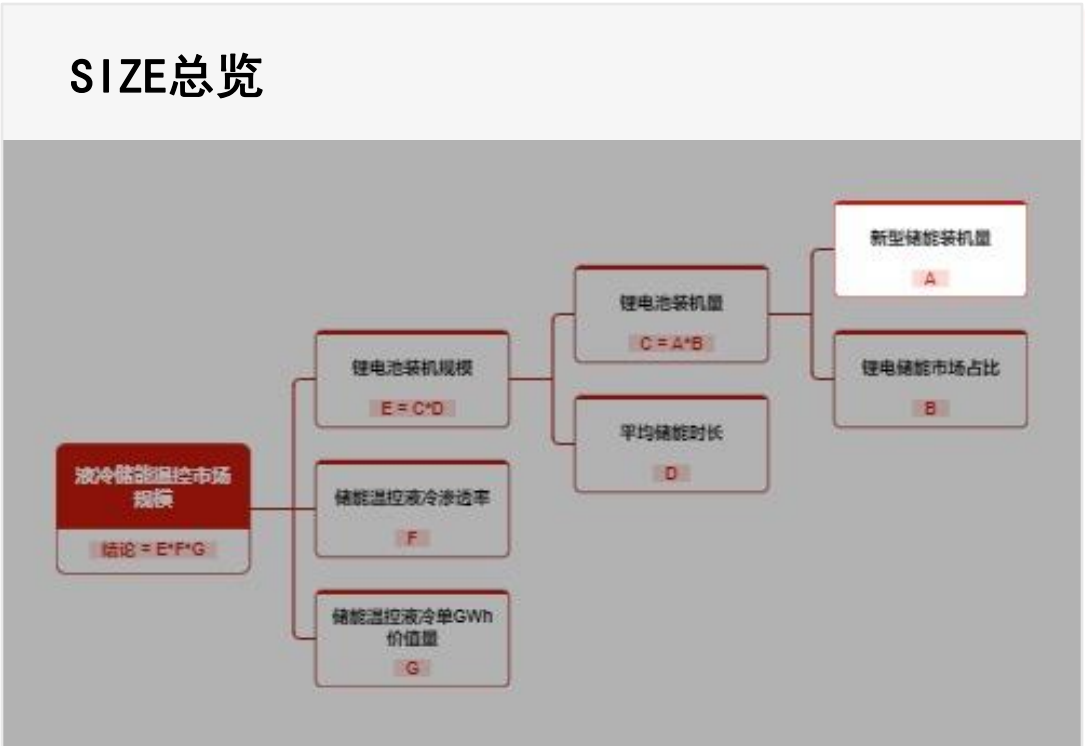 SIZE总览
新型储能装机量
A
锂电池装机量
C = A*B
锂电池装机规模
E = C*D
锂电储能市场占比
B
平均储能时长
D
液冷储能温控市场
规模
结论 = E*F*G
储能温控液冷渗透率
F
储能温控液冷单GWh
价值量
G